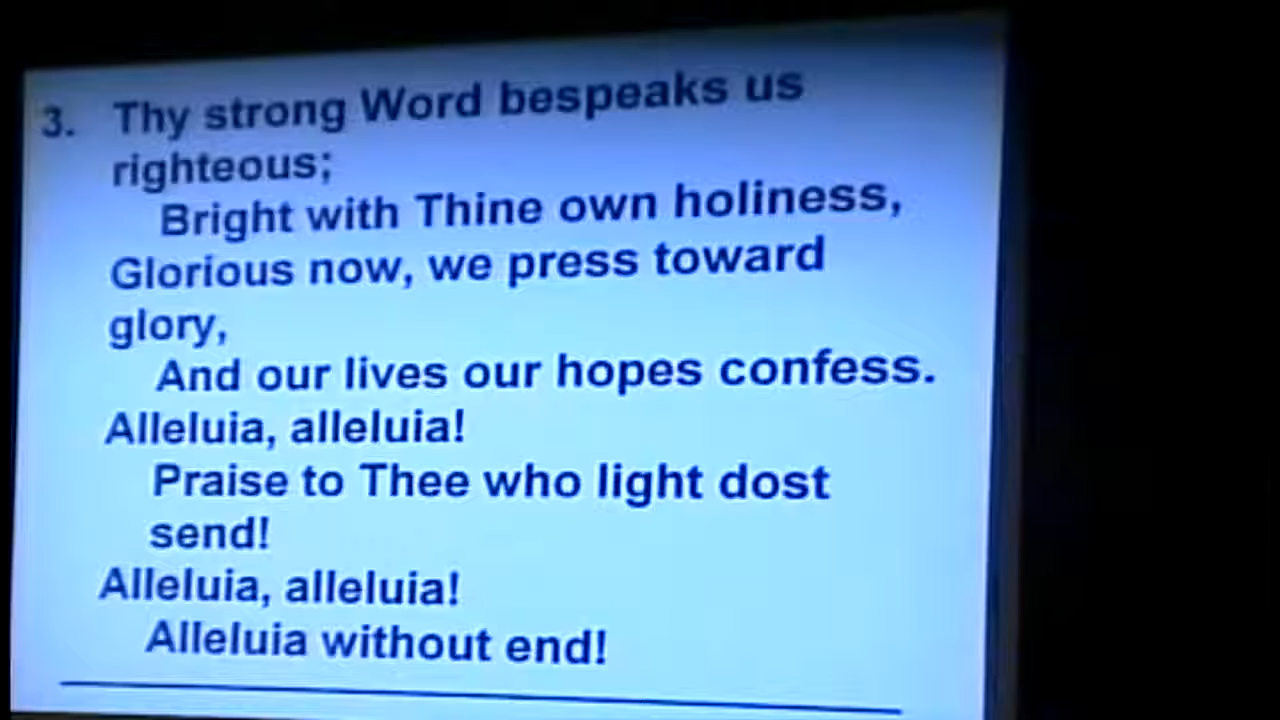 3. Thy strong Word bespeaks us
righteous;
Bright with Thine own holiness,
Glorious now, we press toward
glory,
And our lives our hopes confess.
Alleluia, alleluia!
Praise to Thee who light dost
send!
Alleluia, alleluia!
Alleluia without end!